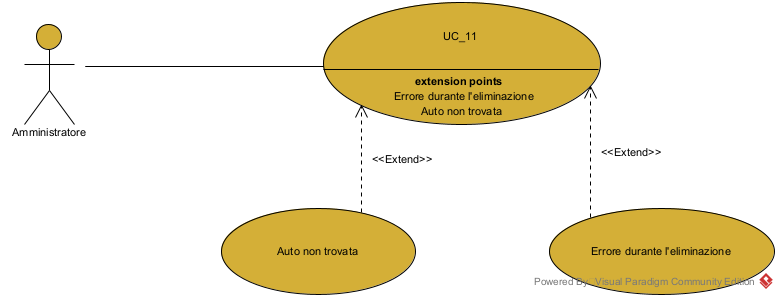 UC_11
extension points
Errore durante l'eliminazione
Auto non trovata
Amministratore
<<Extend>>
<<Extend>>
Auto non trovata
Errore durante l'eliminazione
Powered By: Visual Paradigm Community Edition